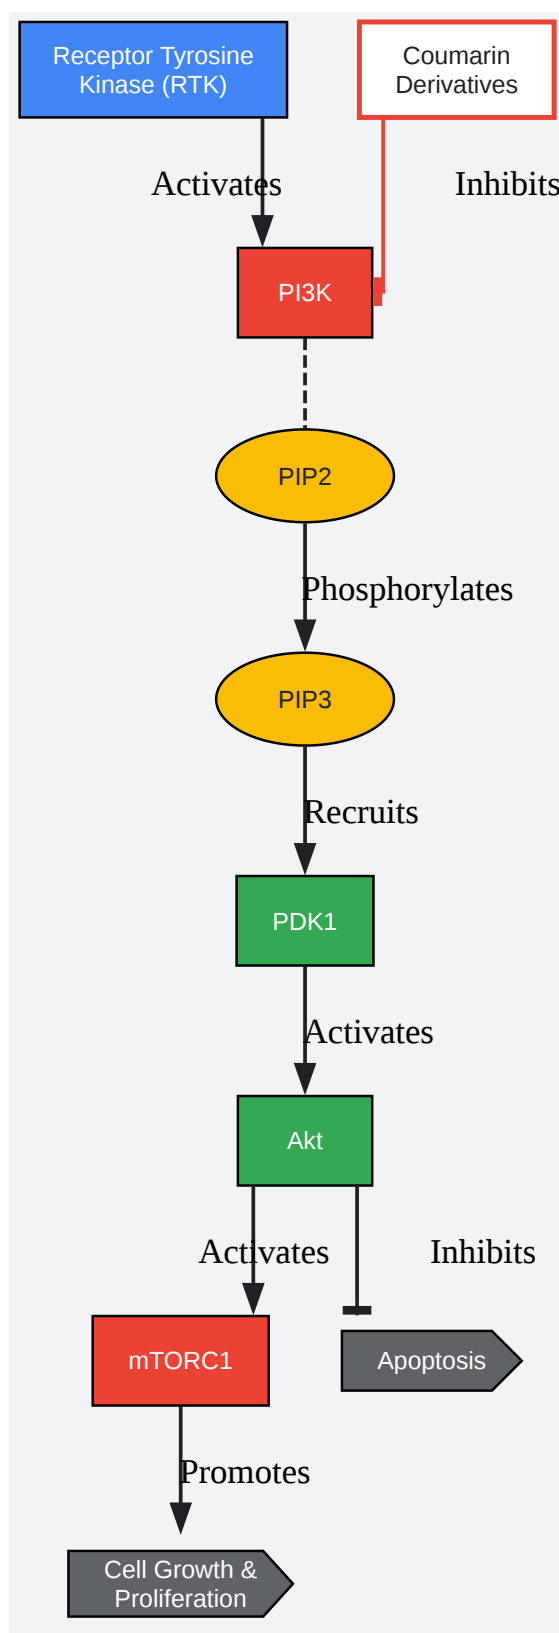 Receptor Tyrosine
Kinase (RTK)
Coumarin
Derivatives
Activates
Inhibits
PI3K
PIP2
Phosphorylates
PIP3
Recruits
PDK1
Activates
Akt
Activates
Inhibits
mTORC1
Apoptosis
Promotes
Cell Growth &
Proliferation